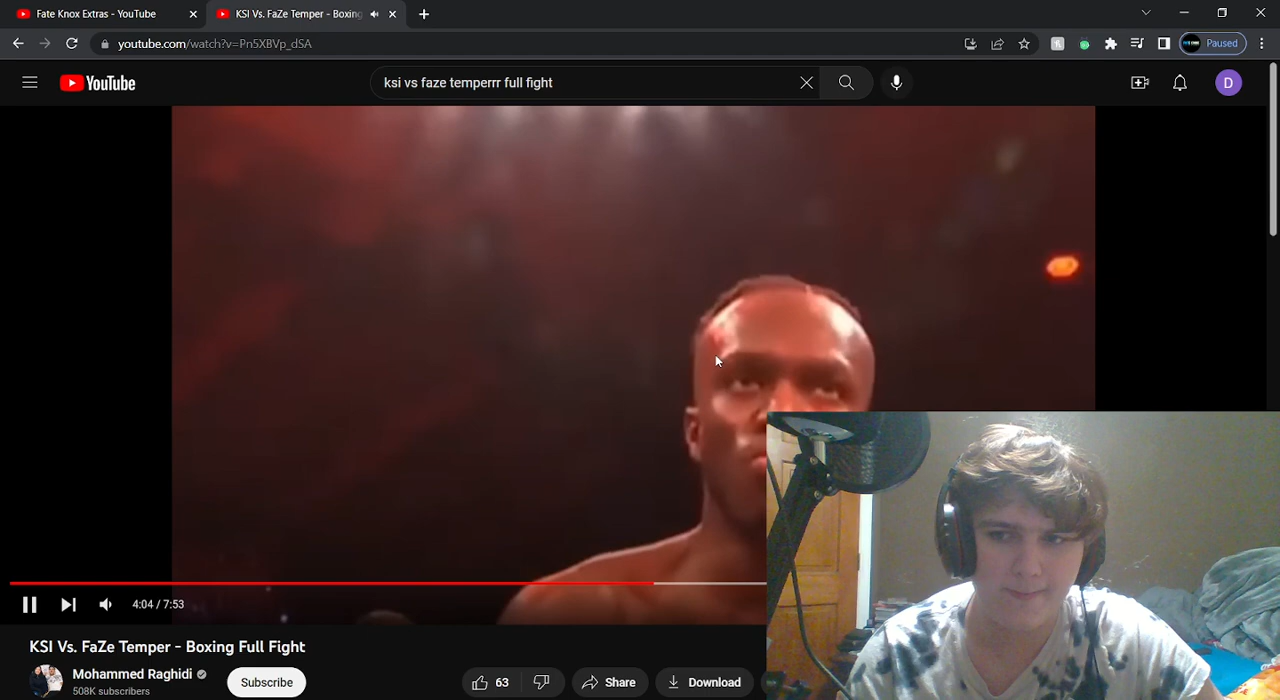 Fate Knox Extras - YouTube
KSI Vs. FaZe Temper - Boxing
youtube.com/watch?v=Pn5XBVp_dSA
Paused
YouTube
ksi vs faze temperrr full fight
D
4:04 / 7:53
KSI Vs. FaZe Temper - Boxing Full Fight
Mohammed Raghidi
508K subscribers
Subscribe
63
Share
Download